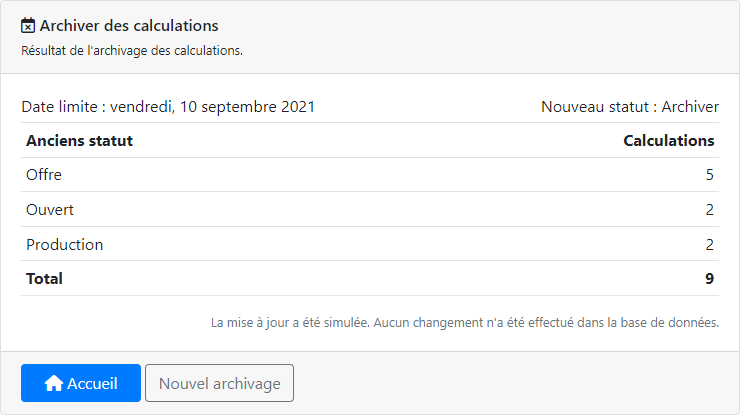 Archiver des calculations
Résultat de l'archivage des calculations.
Date limite : vendredi, 10 septembre 2021 Nouveau statut : Archiver
Anciens statut Calculations
Offre 5
Ouvert 2
Production 2
Total 9
La mise à jour a été simulée. Aucun changement n'a été effectué dans la base de données.
Accueil Nouvel archivage